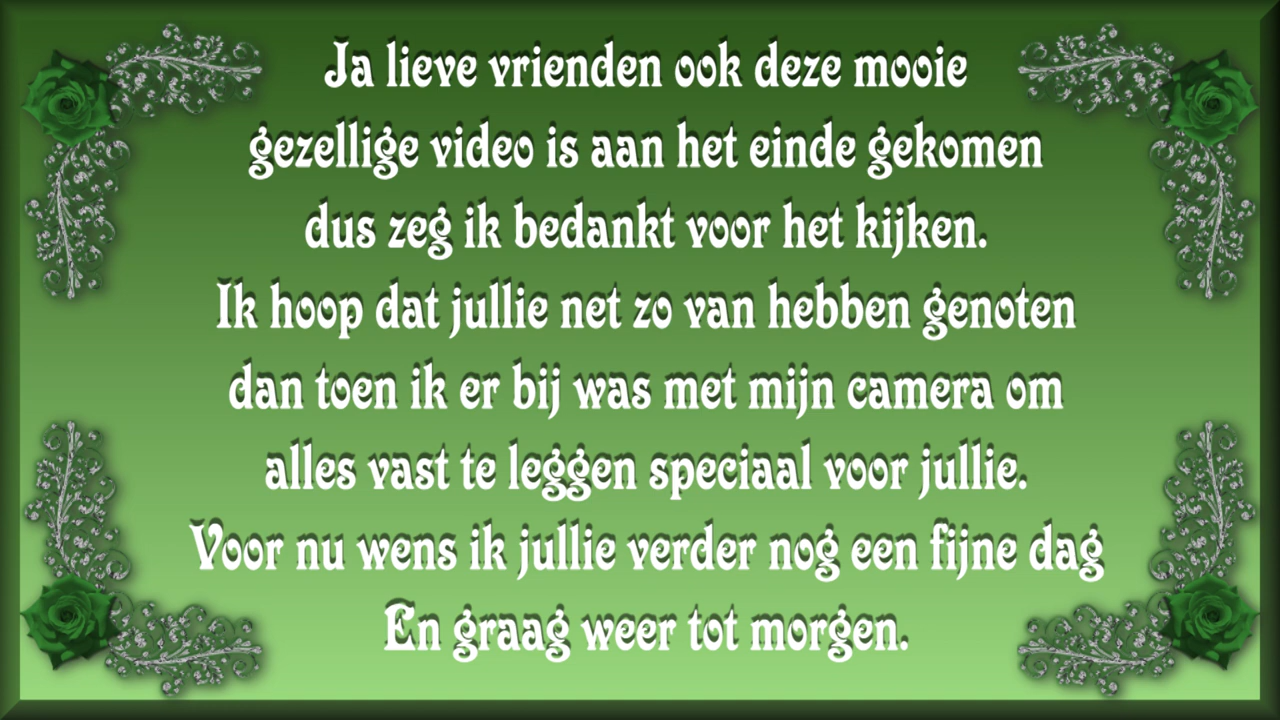 Ja lieve vrienden ook deze mooie
gezellige video is aan het einde gekomen
dus zeg ik bedankt voor het kijken.
Ik hoop dat jullie net zo van hebben genoten
dan toen ik er bij was met mijn camera om
alles vast te leggen speciaal voor jullie.
Voor nu wens ik jullie verder nog een fijne dag
En graag weer tot morgen.